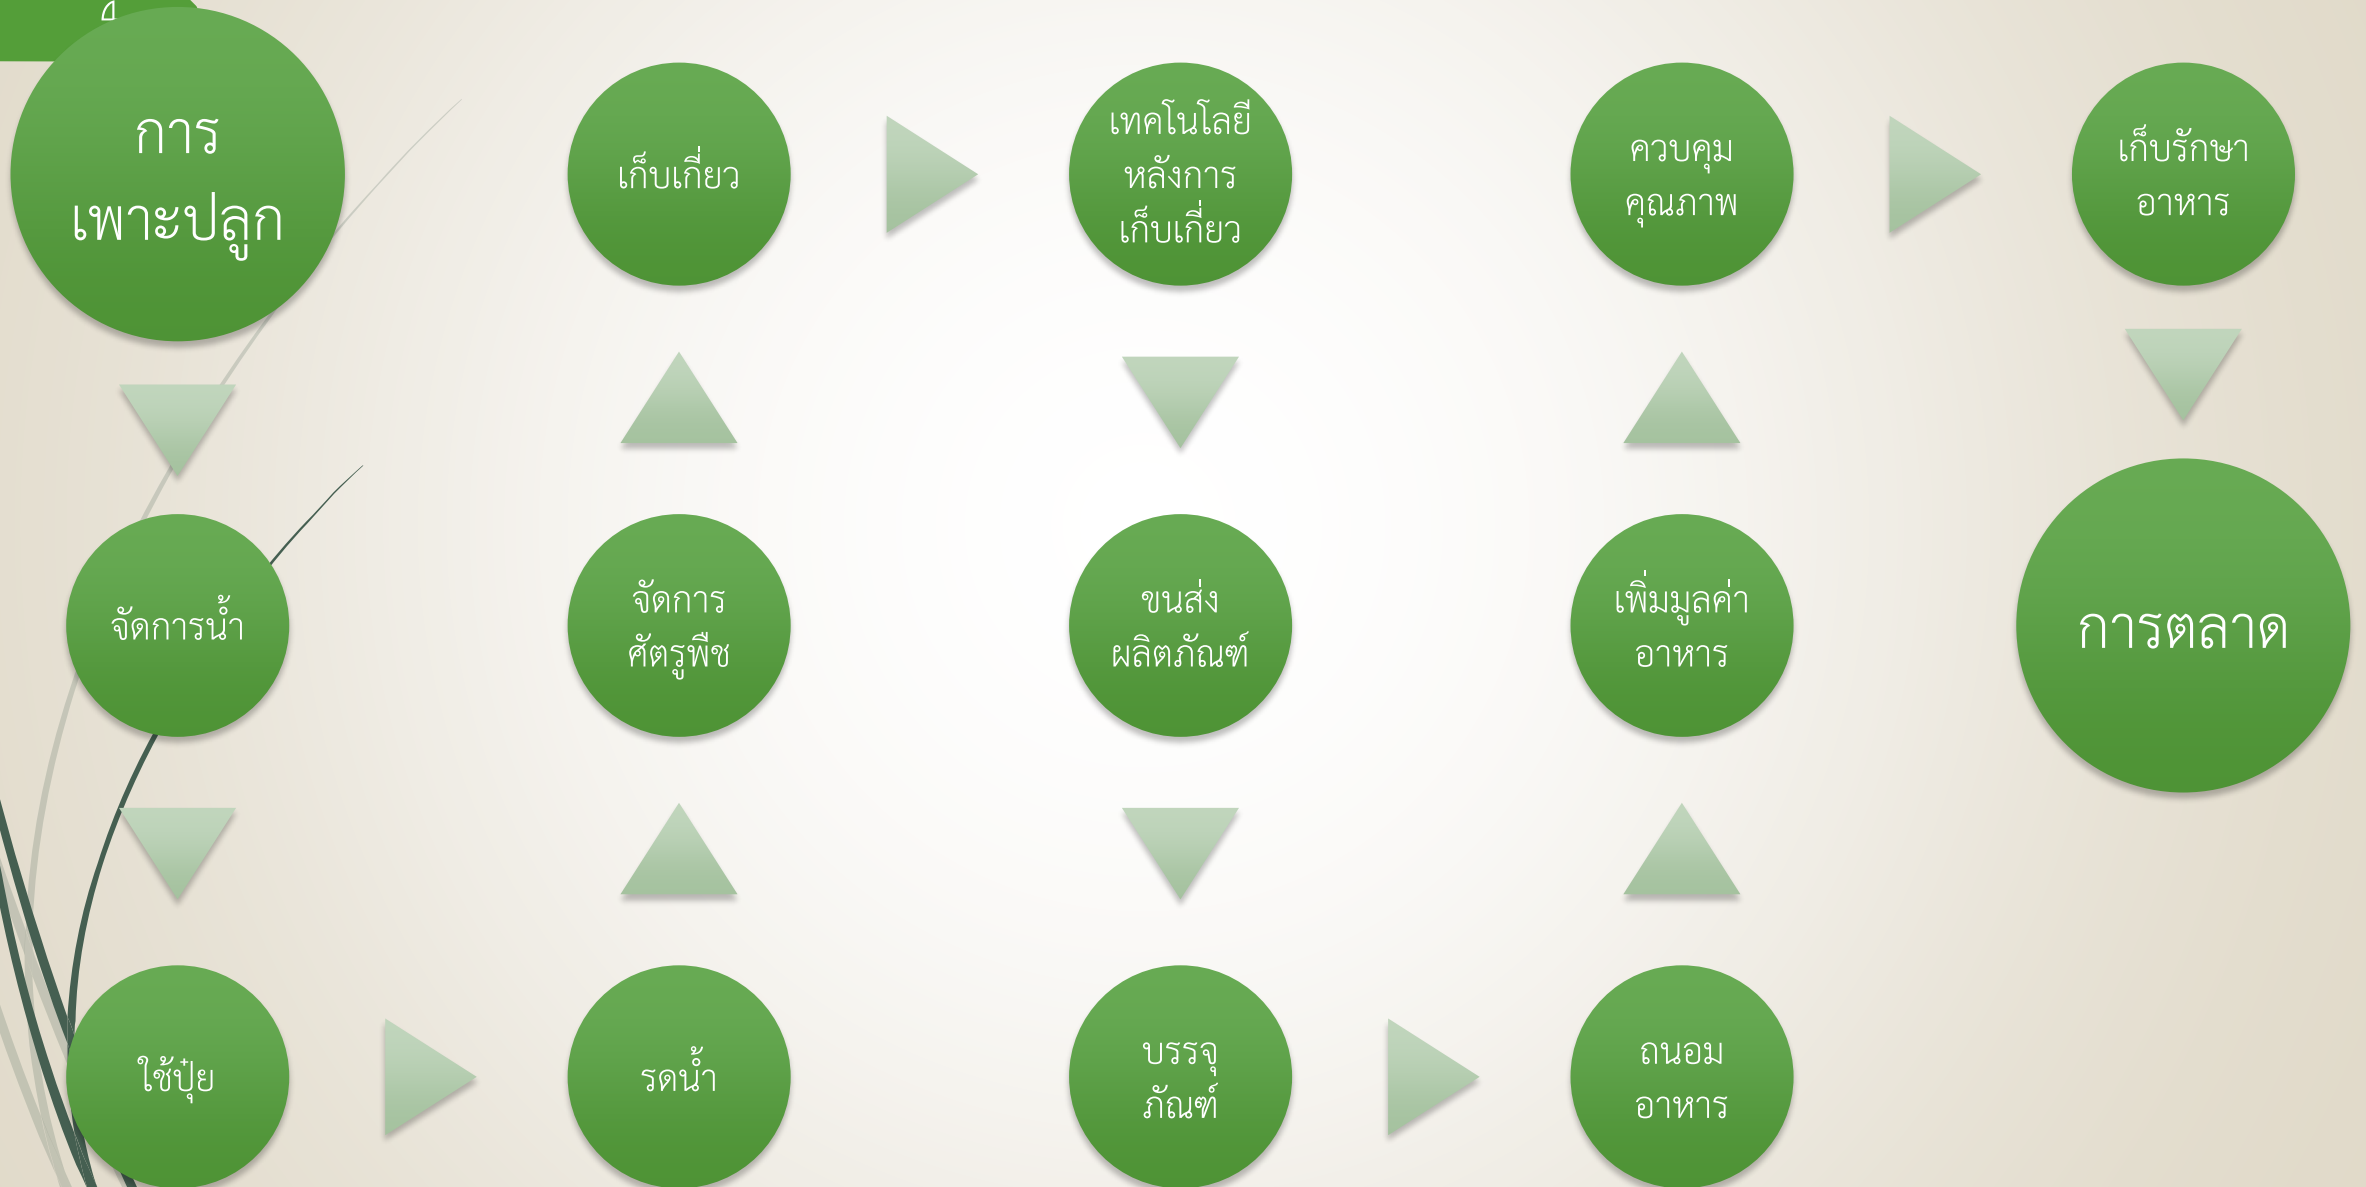 การ
เพาะปลูก
จัดการน้ำ
ใช้ปุ๋ย
รดน้ำ
จัดการ
ศัตรูพืช
เก็บเกี่ยว
เทคโนโลยี
หลังการ
เก็บเกี่ยว
ขนส่ง
ผลิตภัณฑ์
บรรจุ
ภัณฑ์
ถนอม
อาหาร
เพิ่มมูลค่า
อาหาร
ควบคุม
คุณภาพ
เก็บรักษา
อาหาร
การตลาด